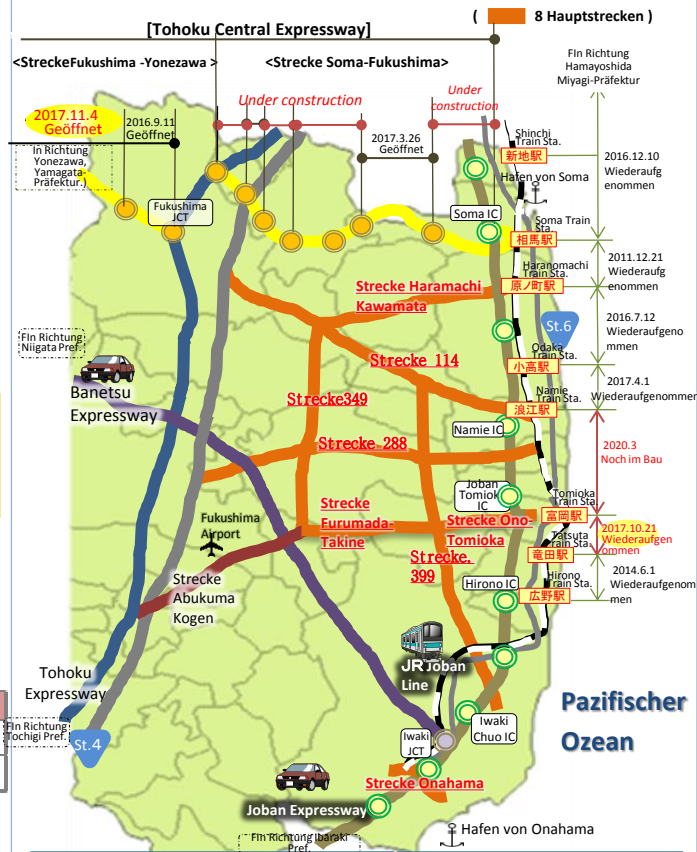 ( 8 Hauptstrecken )
[Tohoku Central Expressway]
<StreckeFukushima -Yonezawa >
<Strecke Soma-Fukushima>
FIn Richtung
Hamayoshida
Miyagi-Präfektur
2017.11.4
Geöffnet
2016.9.11
Geöffnet
Under construction
Under
construction
2017.3.26
Geöffnet
In Richtung
Yonezawa,
Yamagata-
Präfektur.)
Fukushima
JCT
Shinchi
Train Sta.
新地駅
Hafen von Soma
2016.12.10
Wiederaufg
enommen
Soma IC
Soma Train
Sta.
相馬駅
Haranomachi
Train Sta.
原ノ町駅
2011.12.21
Wiederaufg
enommen
Strecke Haramachi
Kawamata
St.6
2016.7.12
Wiederaufgeno
mmen
FIn Richtung
Niigata Pref.
Strecke 114
Odaka
Train Sta.
小高駅
Banetsu
Expressway
Strecke349
Namie
Train Sta.
浪江駅
2017.4.1
Wiederaufgenommen
Namie IC
Strecke 288
2020.3
Noch im Bau
Joban
Tomioka
IC
Tomioka
Train Sta.
富岡駅
Fukushima
Airport
Strecke
Furumada-
Takine
Strecke Ono-
Tomioka
2017.10.21
Wiederaufgen
ommen
Tatsuta
Train Sta.
竜田駅
Strecke.
399
Strecke
Abukuma
Kogen
Hirono IC
Hirono
Train Sta.
広野駅
2014.6.1
Wiederaufgenom
men
JR Joban
Line
Tohoku
Expressway
FIn Richtung
Tochigi Pref.
St.4
Iwaki
JCT
Iwaki
Chuo IC
Pazifischer
Ozean
Strecke Onahama
Joban Expressway
Hafen von Onahama
FIn Richtung Ibaraki
Pref.